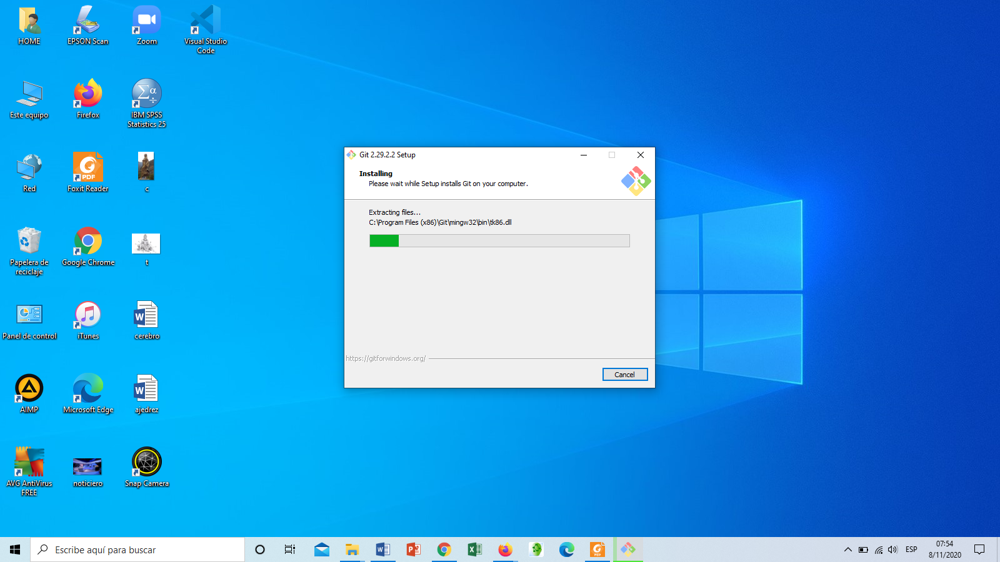 HOME
EPSON Scan
Zoom
Visual Studio
Code
Este equipo
Firefox
IBM SPSS
Statistics 25
Red
Foxit Reader
c
Papelera de
reciclaje
Google Chrome
t
Panel de control
iTunes
cerebro
AIMP
Microsoft Edge
ajedrez
AVG AntiVirus
FREE
noticiero
Snap Camera
Git 2.29.2.2 Setup
Installing
Please wait while Setup installs Git on your computer.
Extracting files...
C:\Program Files (x86)\Git\mingw32\bin\tk86.dll
https://gitforwindows.org/
Cancel
Escribe aquí para buscar
ESP
07:54
8/11/2020